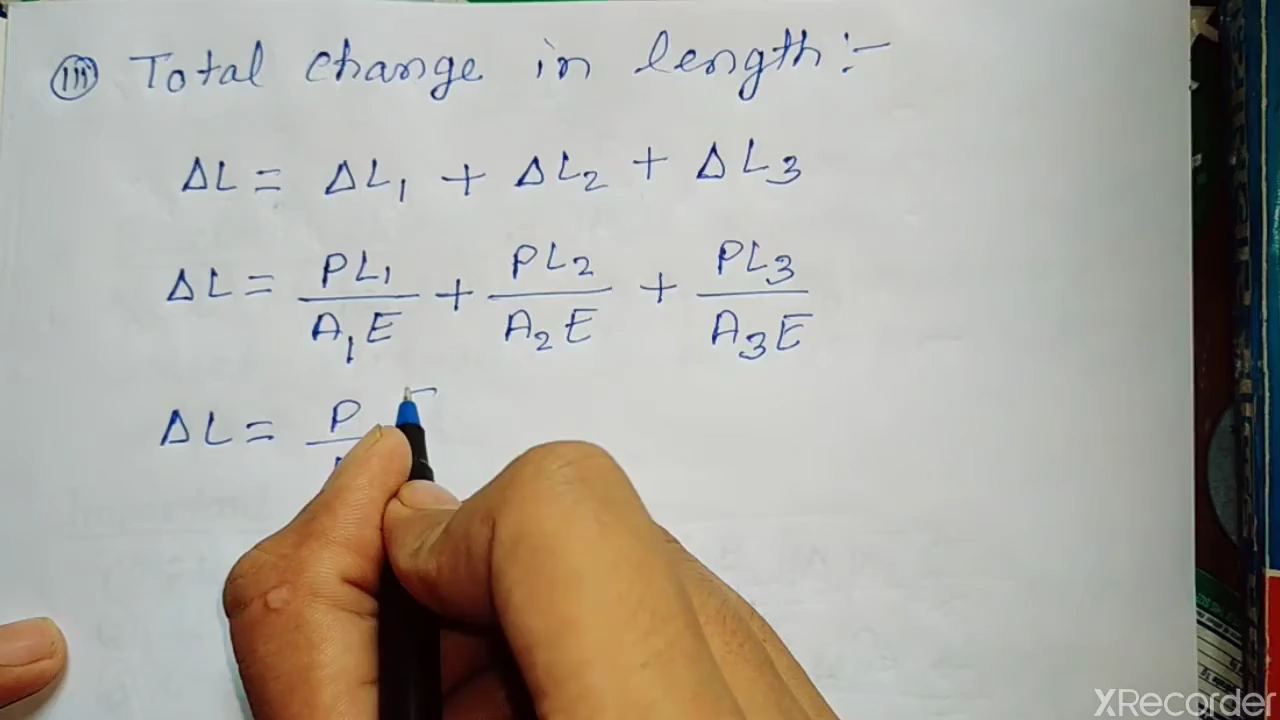 (iii) Total change in length :-
ΔL = ΔL₁ + ΔL₂ + ΔL₃
ΔL = PL₁/A₁E + PL₂/A₂E + PL₃/A₃E
ΔL = P
XRecorder